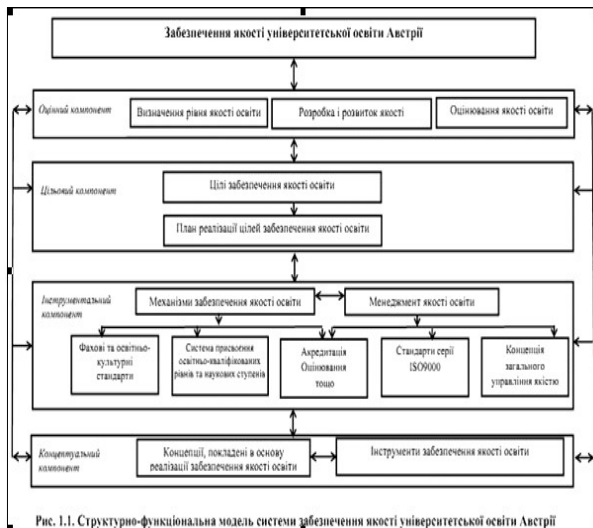 Забезпечення якості університетської освіти Австрії
Оцінний компонент
Визначення рівня якості освіти
Розробка і розвиток якості
Оцінювання якості освіти
Цільовий компонент
Цілі забезпечення якості освіти
План реалізації цілей забезпечення якості освіти
Інструментальний
компонент
Механізми забезпечення якості освіти
Менеджмент якості освіти
Фахові та освітньо-
культурні
стандарти
Система присвоєння
освітньо-кваліфікованих
рівнів та наукових ступенів
Акредитація
Оцінювання
тощо
Стандарти серії
ISO9000
Концепція
загального
управління якістю
Концептуальний
компонент
Концепції, покладені в основу
реалізації забезпечення якості освіти
Інструменти забезпечення якості освіти
Рис. 1.1. Структурно-функціональна модель системи забезпечення якості університетської освіти Австрії